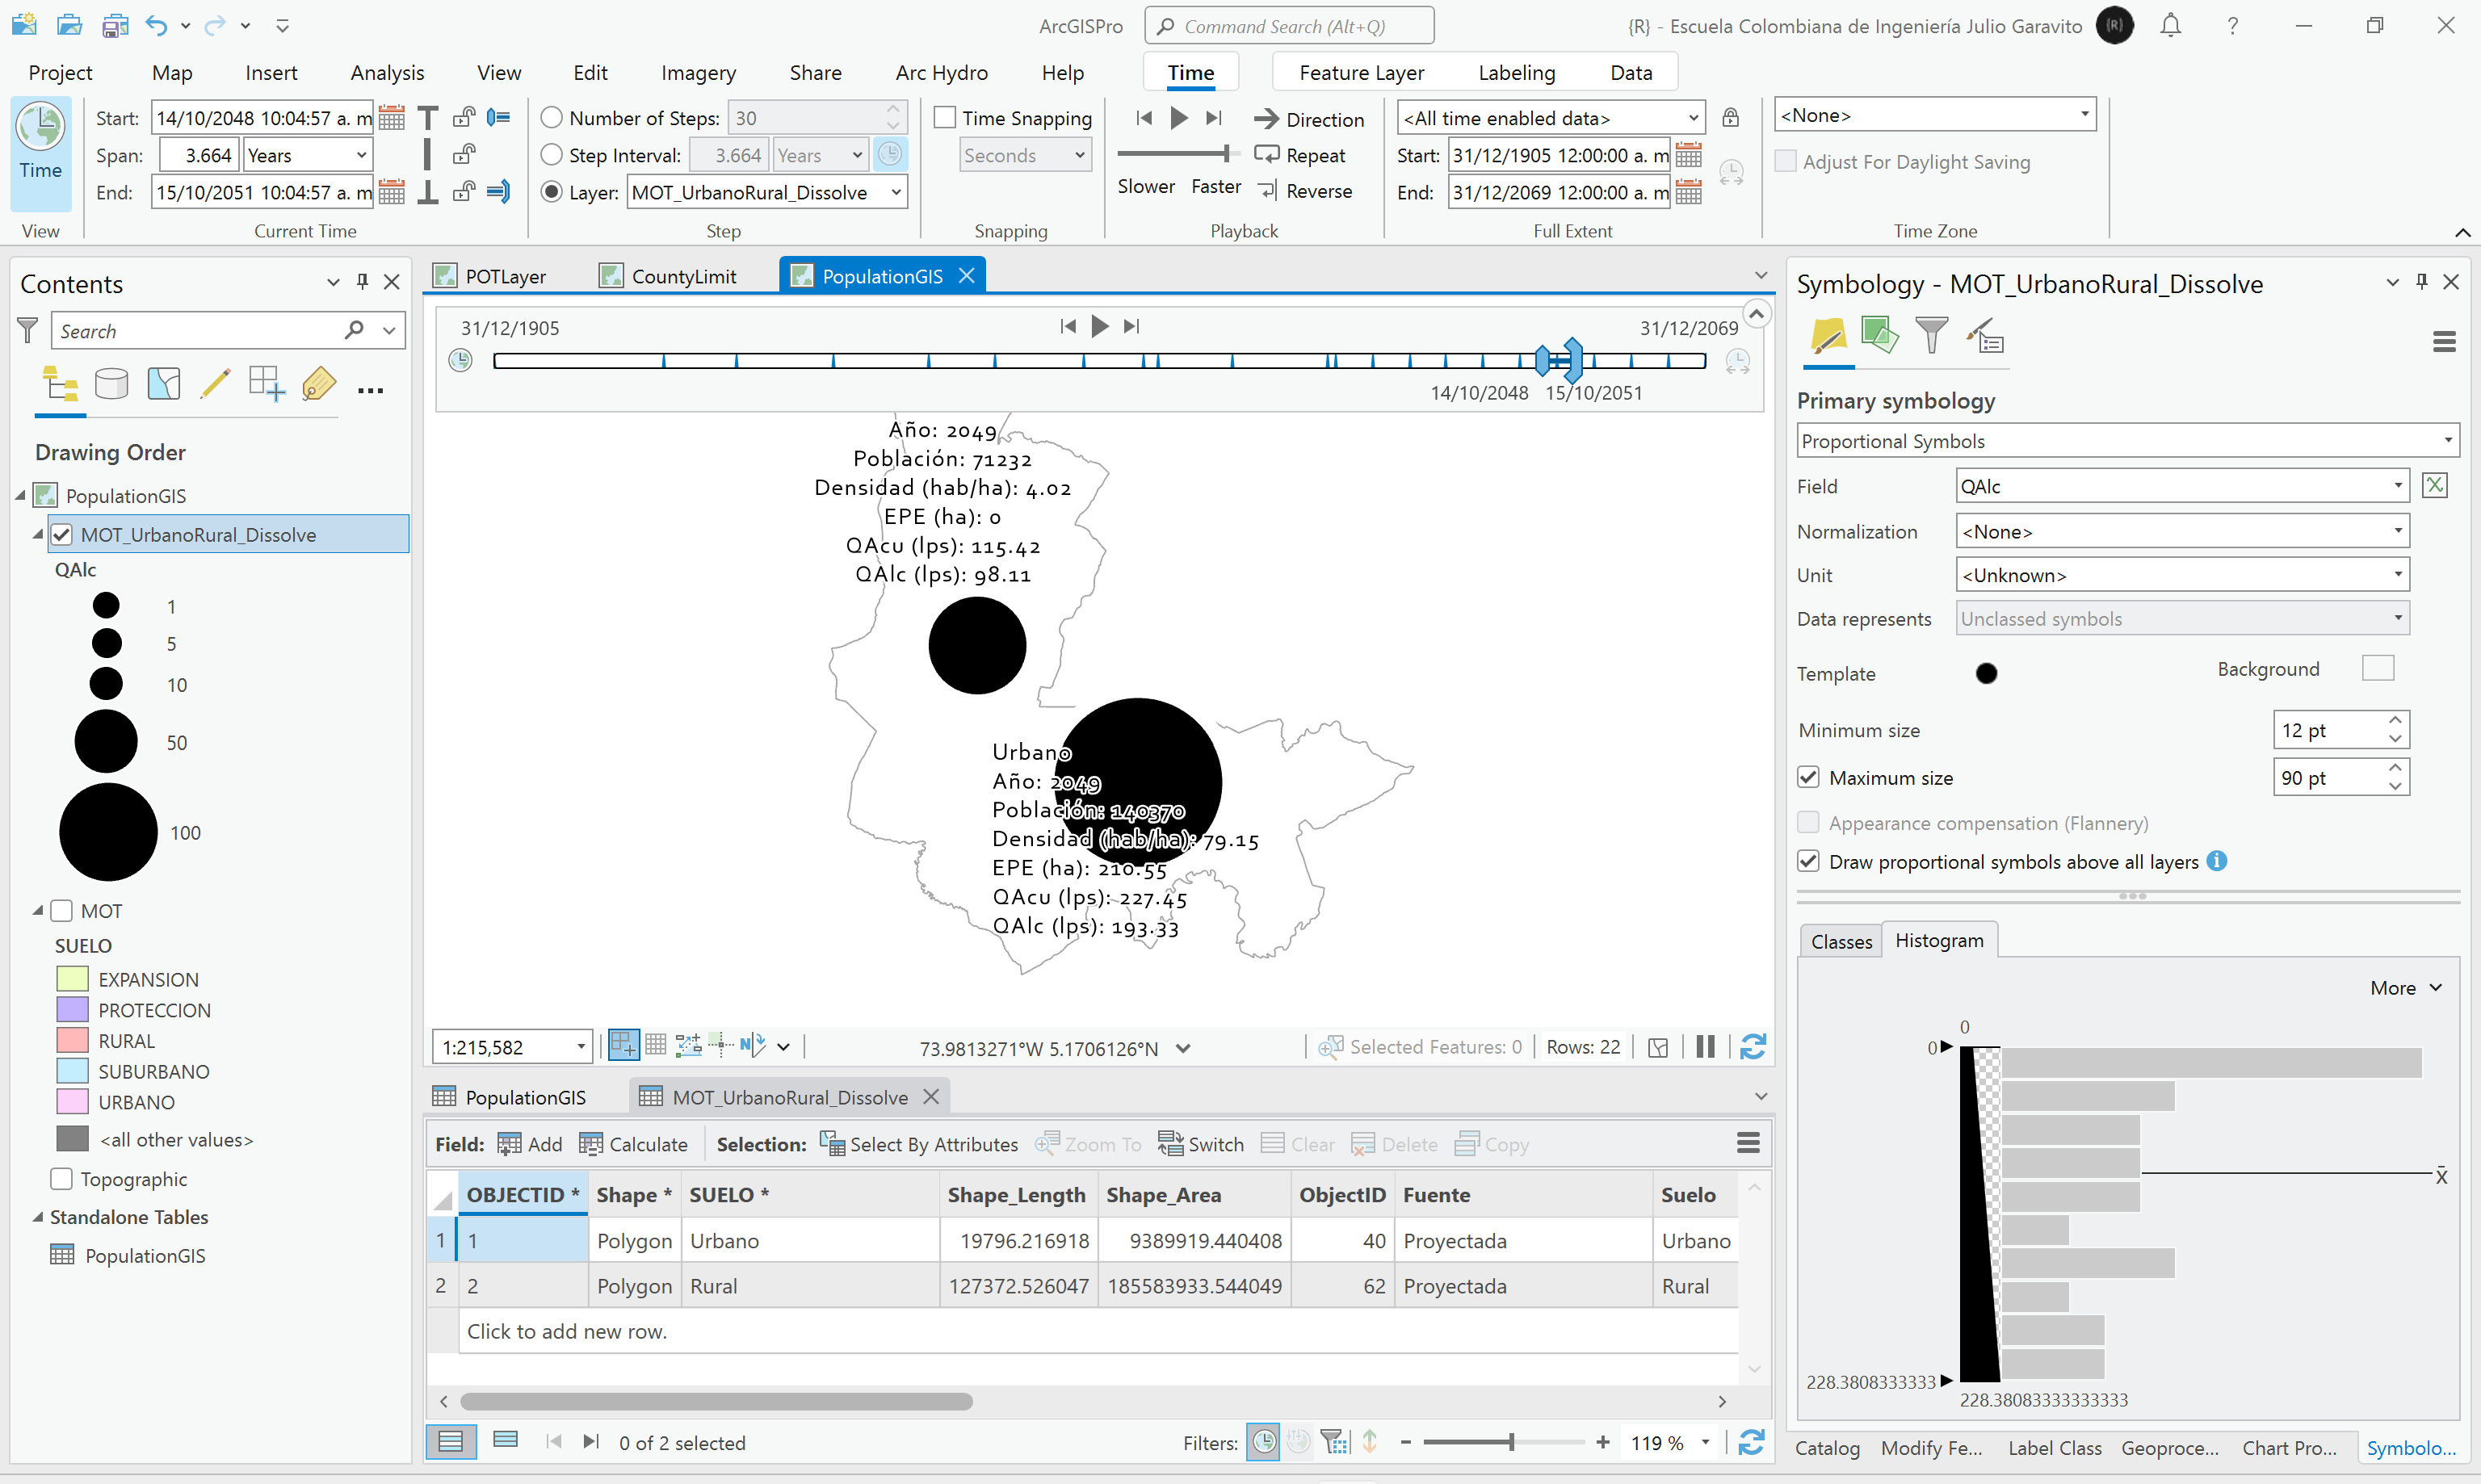 ArcGISPro
Command Search (Alt+Q)
{R} - Escuela Colombiana de Ingeniería Julio Garavito
{R}
Project Map Insert Analysis View Edit Imagery Share Arc Hydro Help Time Feature Layer Labeling Data
Time
View
Start: 14/10/2048 10:04:57 a. m
Span: 3.664 Years
End: 15/10/2051 10:04:57 a. m
Current Time
Number of Steps: 30
Step Interval: 3.664 Years
Layer: MOT_UrbanoRural_Dissolve
Step
Time Snapping
Seconds
Snapping
Slower Faster
Direction
Repeat
Reverse
Playback
<All time enabled data>
Start: 31/12/1905 12:00:00 a. m
End: 31/12/2069 12:00:00 a. m
Full Extent
<None>
Adjust For Daylight Saving
Time Zone
Contents
Search
Drawing Order
PopulationGIS
MOT_UrbanoRural_Dissolve
QAlc
1
5
10
50
100
MOT
SUELO
EXPANSION
PROTECCION
RURAL
SUBURBANO
URBANO
<all other values>
Topographic
Standalone Tables
PopulationGIS
POTLayer CountyLimit PopulationGIS
31/12/1905
31/12/2069
14/10/2048 15/10/2051
Año: 2049
Población: 71232
Densidad (hab/ha): 4.02
EPE (ha): 0
QAcu (lps): 115.42
QAlc (lps): 98.11
Urbano
Año: 2049
Población: 140370
Densidad (hab/ha): 79.15
EPE (ha): 210.55
QAcu (lps): 227.45
QAlc (lps): 193.33
1:215,582
N
73.9813271°W 5.1706126°N
Selected Features: 0
Rows: 22
PopulationGIS MOT_UrbanoRural_Dissolve
Field: Add Calculate Selection: Select By Attributes Zoom To Switch Clear Delete Copy
OBJECTID * Shape * SUELO * Shape_Length Shape_Area ObjectID Fuente Suelo
1 1 Polygon Urbano 19796.216918 9389919.440408 40 Proyectada Urbano
2 2 Polygon Rural 127372.526047 185583933.544049 62 Proyectada Rural
Click to add new row.
0 of 2 selected
Filters:
119 %
Symbology - MOT_UrbanoRural_Dissolve
Primary symbology
Proportional Symbols
Field QAlc
Normalization <None>
Unit <Unknown>
Data represents Unclassed symbols
Template
Background
Minimum size 12 pt
Maximum size 90 pt
Appearance compensation (Flannery)
Draw proportional symbols above all layers
Classes Histogram
More
0
0
x̄
228.3808333333
228.38083333333333
Catalog Modify Fe... Label Class Geoproce... Chart Pro... Symbolo...